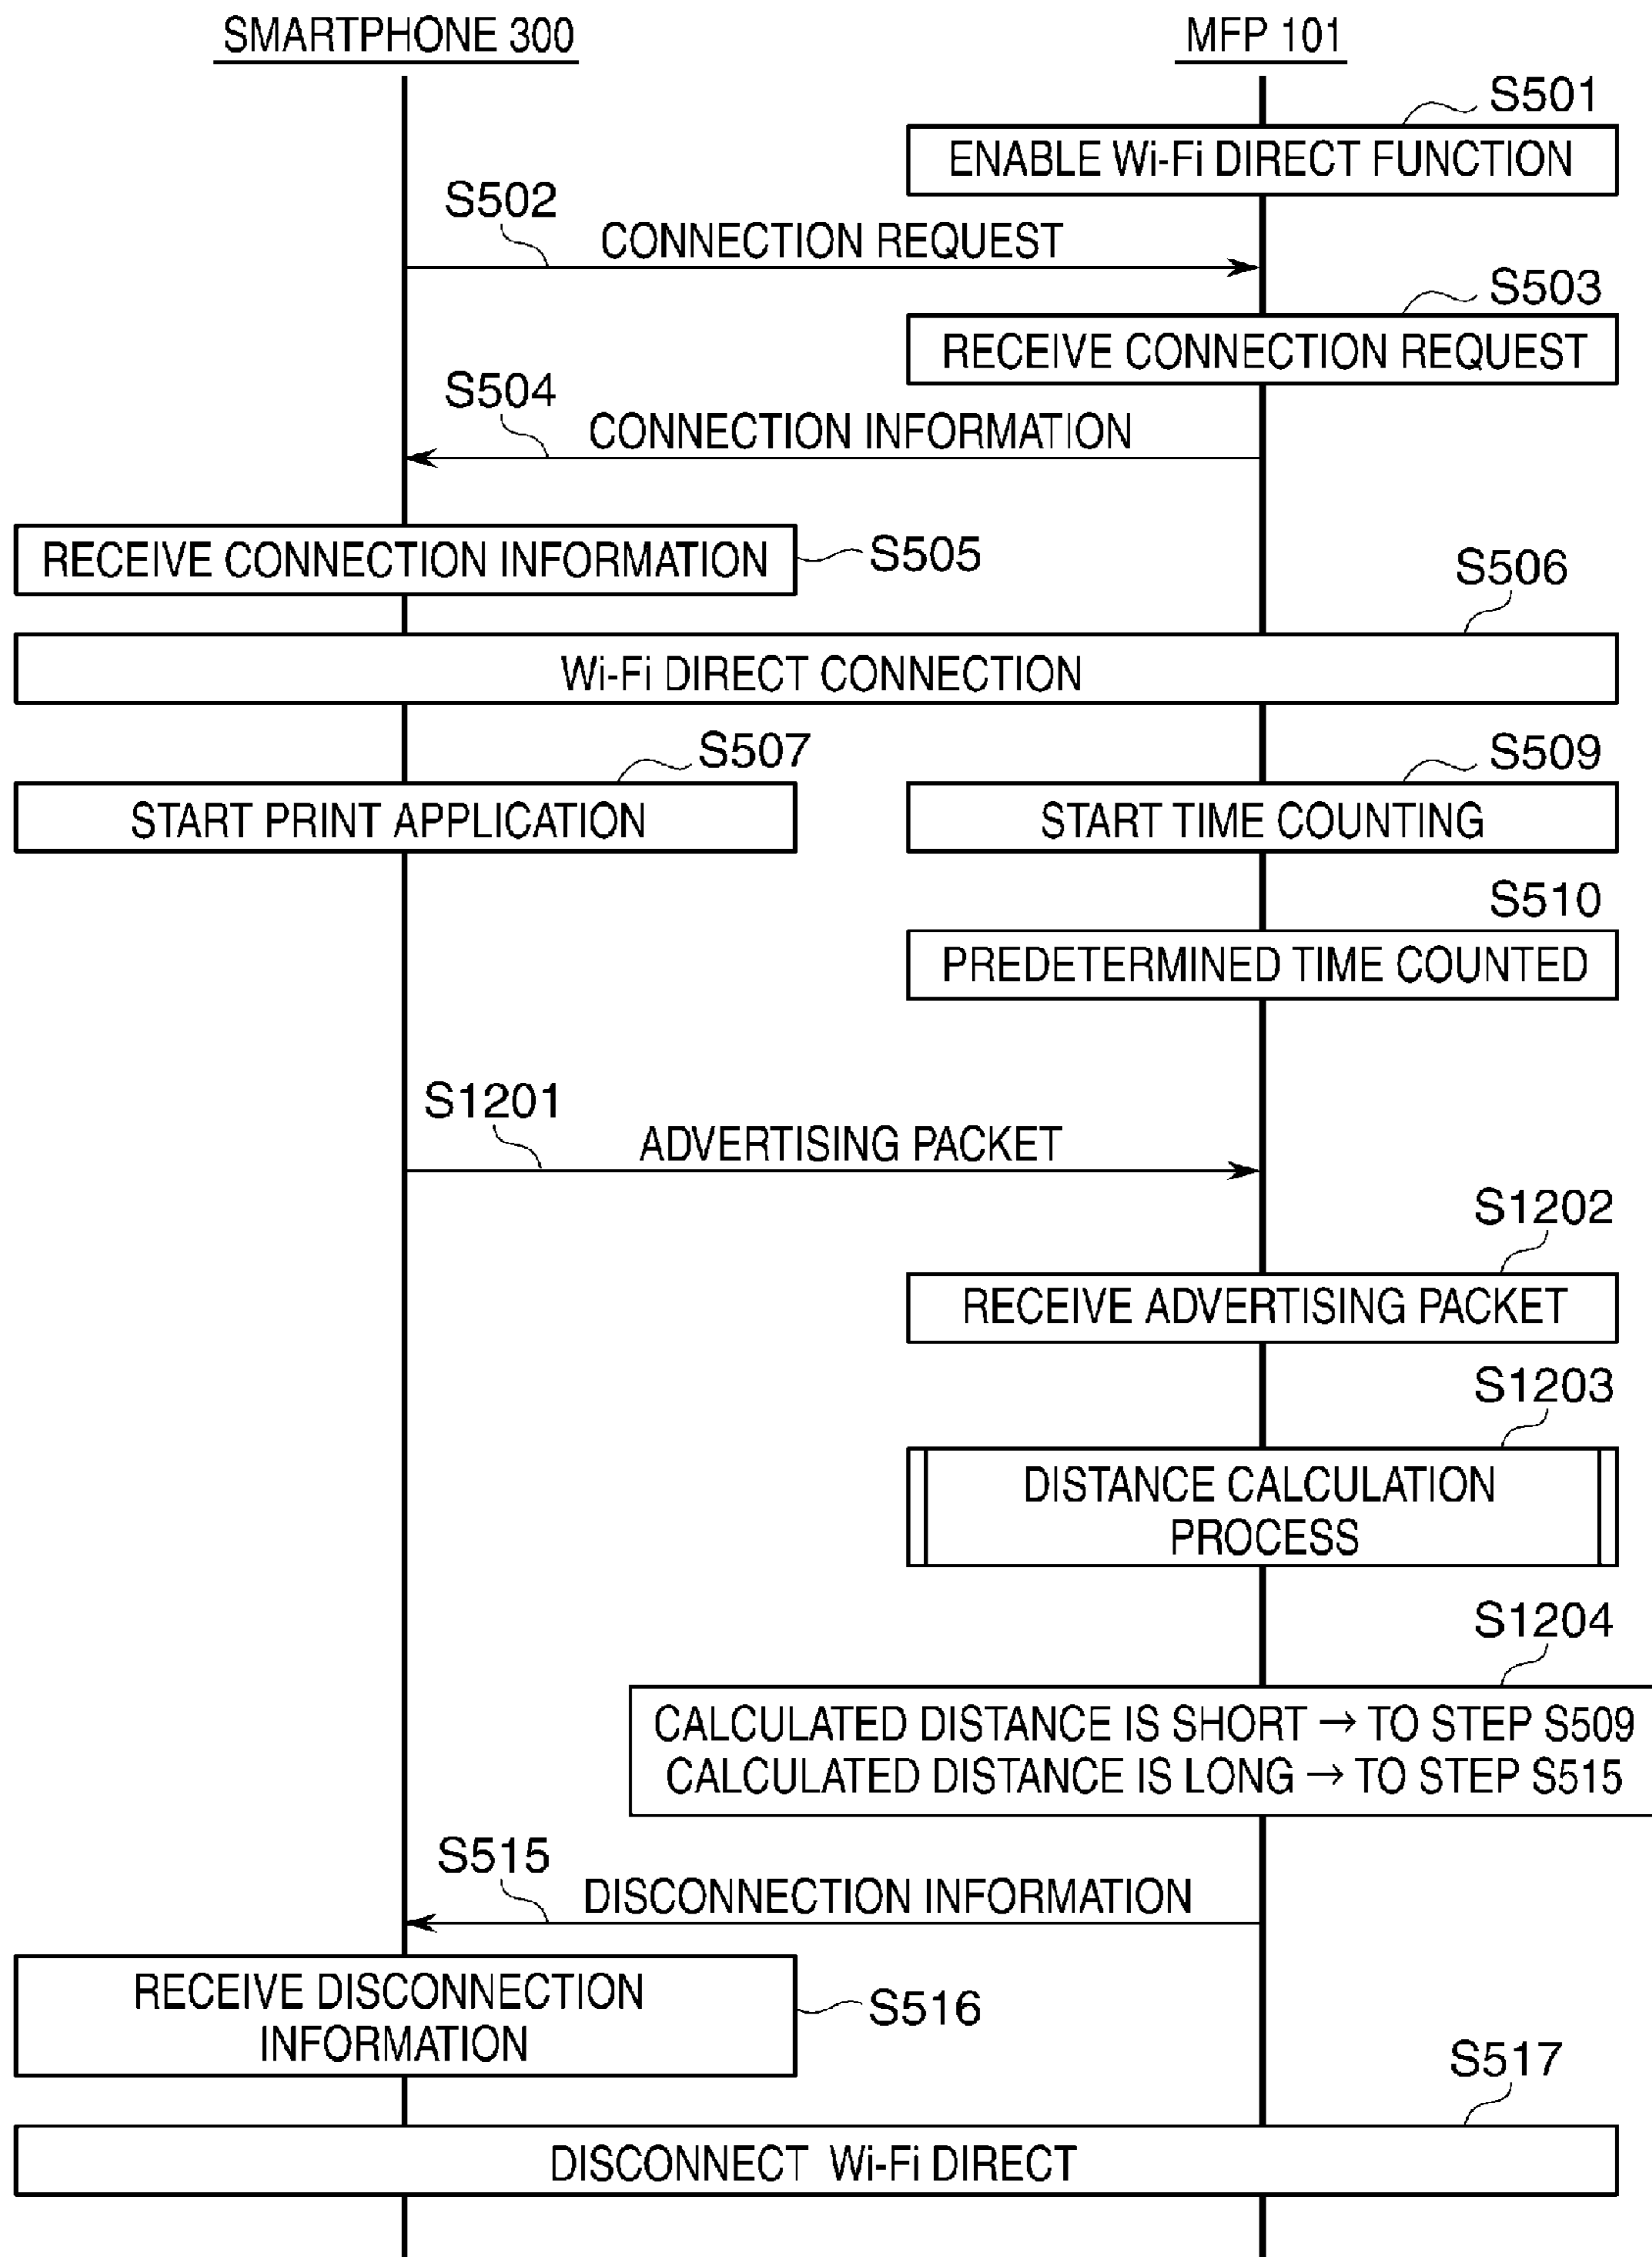 SMARTPHONE 300
MFP 101
S501
ENABLE Wi-Fi DIRECT FUNCTION
S502
CONNECTION REQUEST
S503
RECEIVE CONNECTION REQUEST
S504
CONNECTION INFORMATION
RECEIVE CONNECTION INFORMATION
S505
S506
Wi-Fi DIRECT CONNECTION
S507
START PRINT APPLICATION
S509
START TIME COUNTING
S510
PREDETERMINED TIME COUNTED
S1201
ADVERTISING PACKET
S1202
RECEIVE ADVERTISING PACKET
S1203
DISTANCE CALCULATION
PROCESS
S1204
CALCULATED DISTANCE IS SHORT → TO STEP S509
CALCULATED DISTANCE IS LONG → TO STEP S515
S515
DISCONNECTION INFORMATION
RECEIVE DISCONNECTION
INFORMATION
S516
S517
DISCONNECT Wi-Fi DIRECT